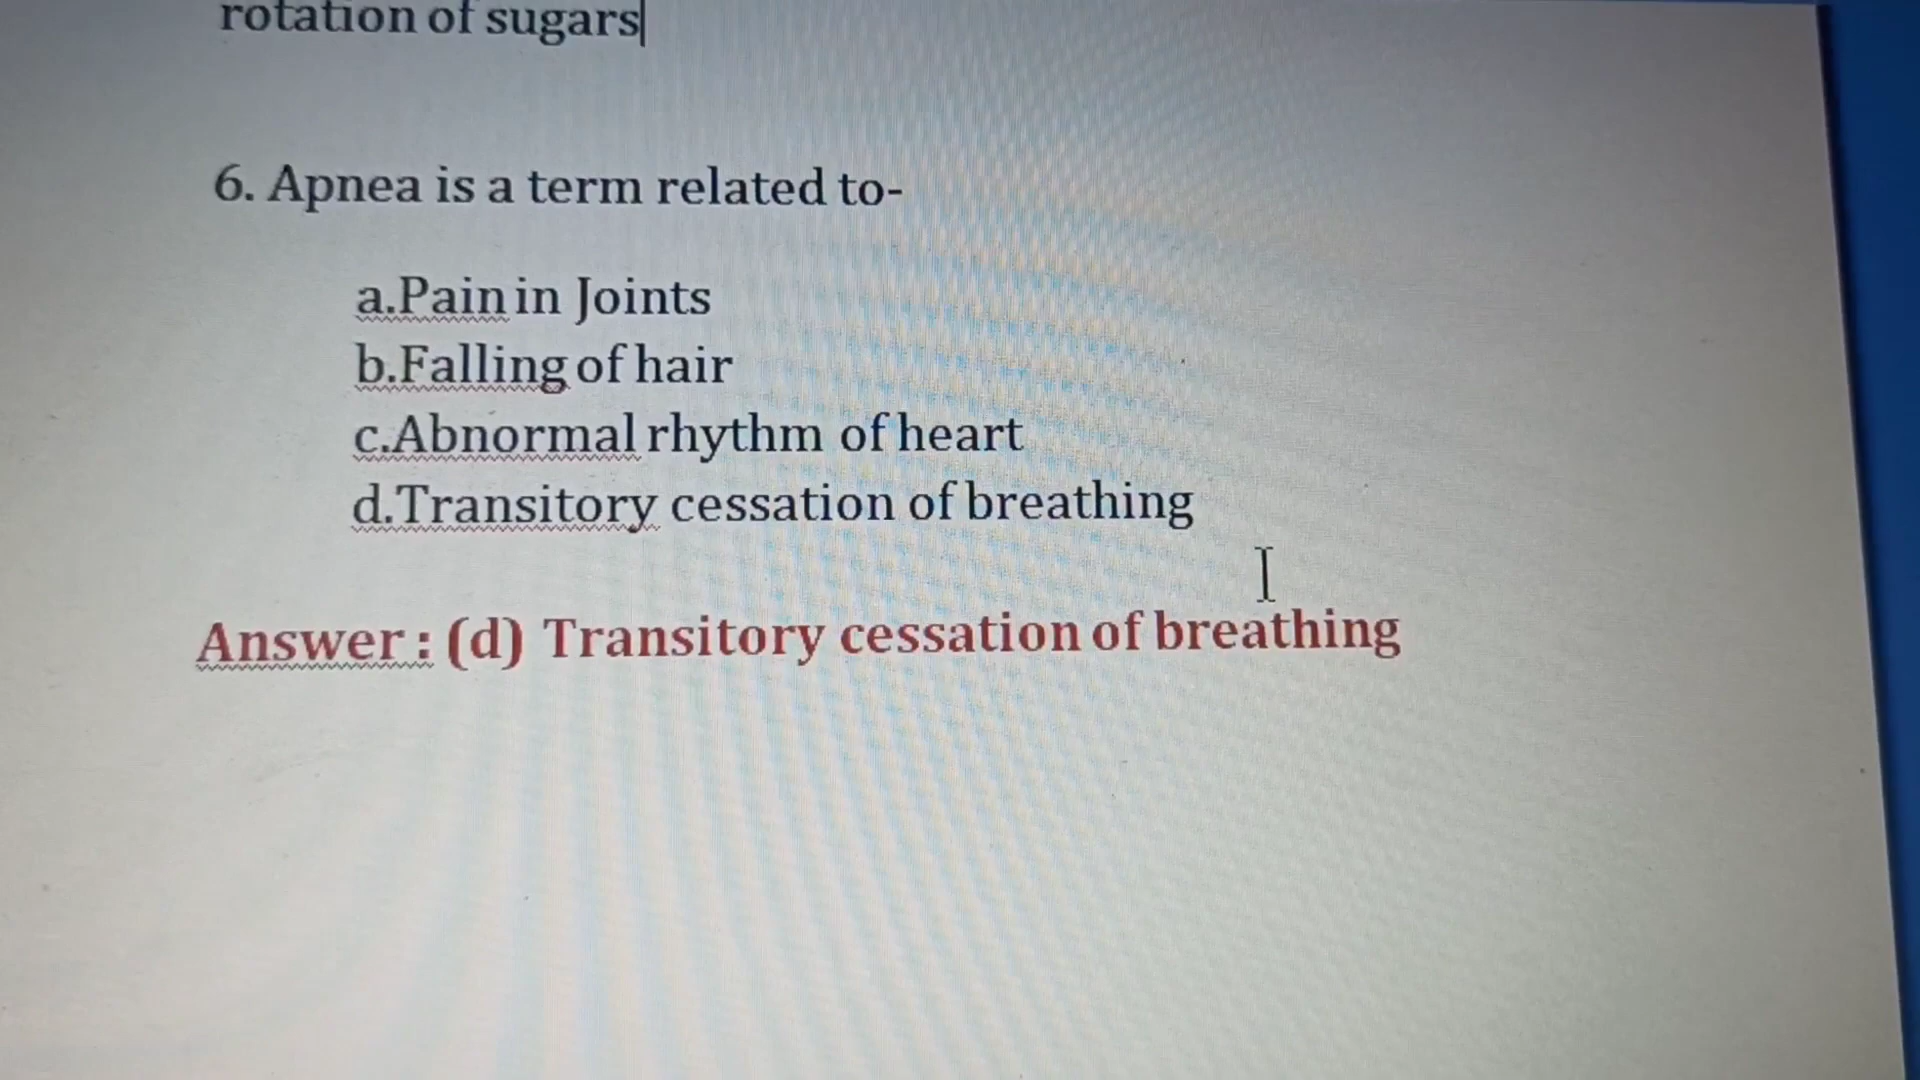 rotation of sugars
6. Apnea is a term related to-
a.Pain in Joints
b.Falling of hair
c.Abnormal rhythm of heart
d.Transitory cessation of breathing
Answer : (d) Transitory cessation of breathing